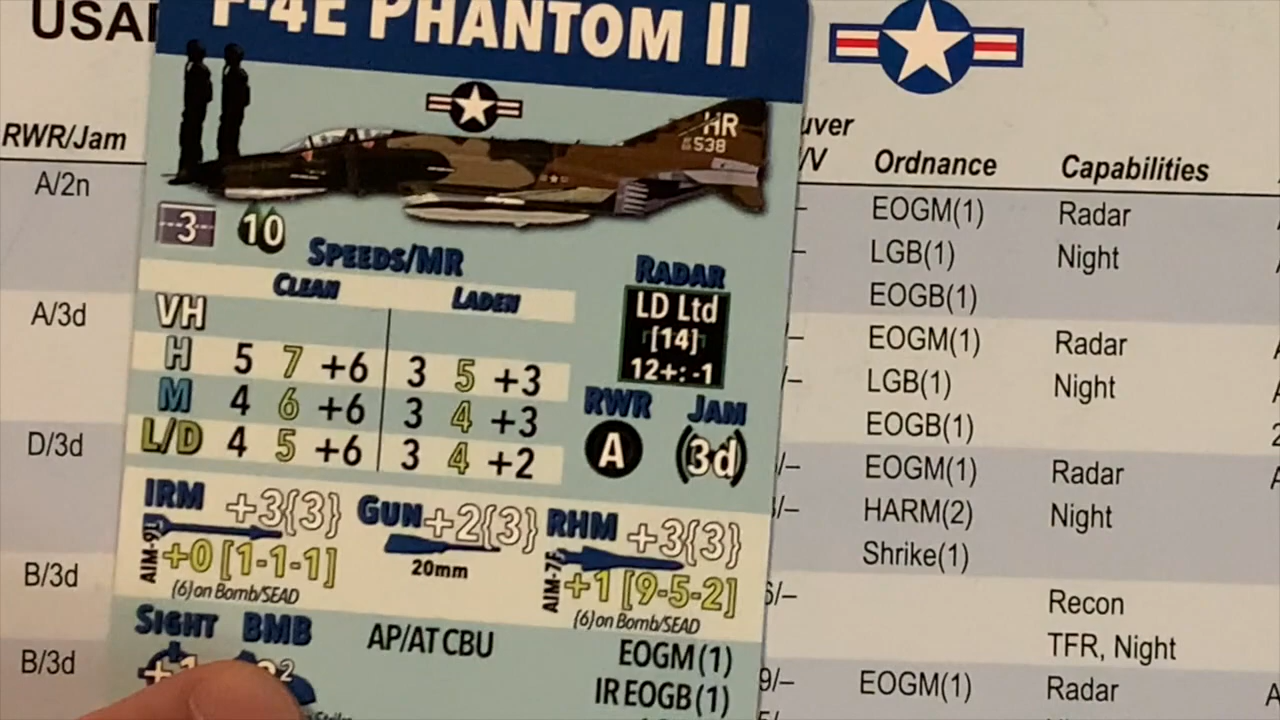 F-4E PHANTOM II
HR
538
3 10
SPEEDS/MR
CLEAN LADEN
VH
H 5 7 +6 3 5 +3
M 4 6 +6 3 4 +3
L/D 4 5 +6 3 4 +2
RADAR
LD Ltd
[14]
12+: -1
RWR JAM
A (3d)
IRM +3{3}
AIM-9J
+0 [1-1-1]
(6)on Bomb/SEAD
GUN +2{3}
20mm
RHM +3{3}
AIM-7F
+1 [9-5-2]
(6)on Bomb/SEAD
SIGHT BMB
AP/AT CBU
EOGM(1)
IR EOGB(1)
RWR/Jam
A/2n
A/3d
D/3d
B/3d
B/3d
Ordnance Capabilities
EOGM(1) Radar
LGB(1) Night
EOGB(1)
EOGM(1) Radar
LGB(1) Night
EOGB(1)
EOGM(1) Radar
HARM(2) Night
Shrike(1)
Recon
TFR, Night
EOGM(1) Radar